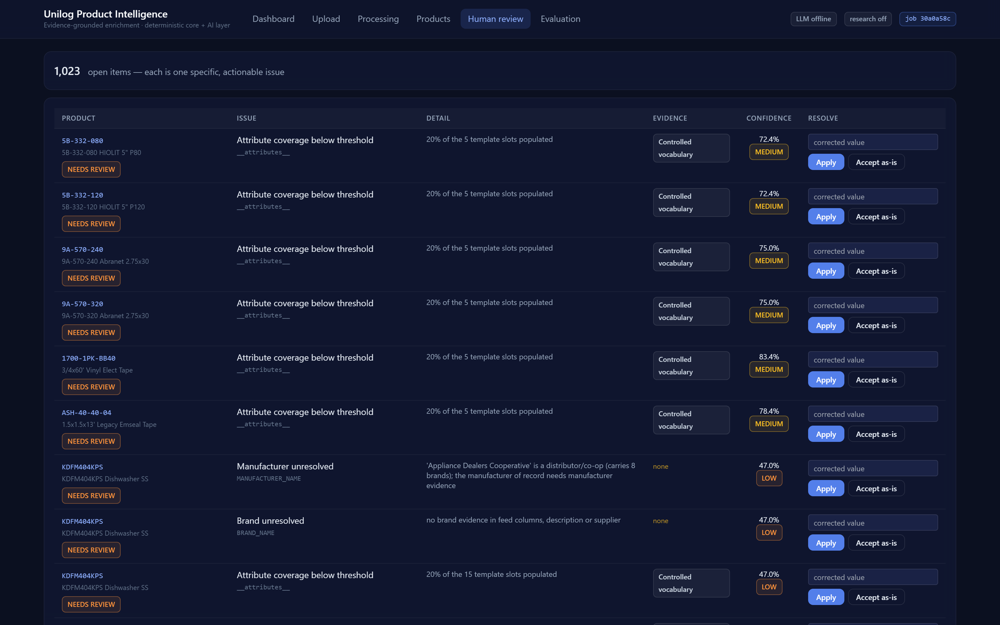 Unilog Product Intelligence
Evidence-grounded enrichment · deterministic core + AI layer
Dashboard
Upload
Processing
Products
Human review
Evaluation
LLM offline
research off
job 30a0a58c
1,023 open items — each is one specific, actionable issue
PRODUCT ISSUE DETAIL EVIDENCE CONFIDENCE RESOLVE
5B-332-080
5B-332-080 HIOLIT 5" P80
NEEDS REVIEW
Attribute coverage below threshold
__attributes__
20% of the 5 template slots populated
Controlled
vocabulary
72.4%
MEDIUM
corrected value
Apply Accept as-is
5B-332-120
5B-332-120 HIOLIT 5" P120
NEEDS REVIEW
Attribute coverage below threshold
__attributes__
20% of the 5 template slots populated
Controlled
vocabulary
72.4%
MEDIUM
corrected value
Apply Accept as-is
9A-570-240
9A-570-240 Abranet 2.75x30
NEEDS REVIEW
Attribute coverage below threshold
__attributes__
20% of the 5 template slots populated
Controlled
vocabulary
75.0%
MEDIUM
corrected value
Apply Accept as-is
9A-570-320
9A-570-320 Abranet 2.75x30
NEEDS REVIEW
Attribute coverage below threshold
__attributes__
20% of the 5 template slots populated
Controlled
vocabulary
75.0%
MEDIUM
corrected value
Apply Accept as-is
1700-1PK-BB40
3/4x60' Vinyl Elect Tape
NEEDS REVIEW
Attribute coverage below threshold
__attributes__
20% of the 5 template slots populated
Controlled
vocabulary
83.4%
MEDIUM
corrected value
Apply Accept as-is
ASH-40-40-04
1.5x1.5x13' Legacy Emseal Tape
NEEDS REVIEW
Attribute coverage below threshold
__attributes__
20% of the 5 template slots populated
Controlled
vocabulary
78.4%
MEDIUM
corrected value
Apply Accept as-is
KDFM404KPS
KDFM404KPS Dishwasher SS
NEEDS REVIEW
Manufacturer unresolved
MANUFACTURER_NAME
'Appliance Dealers Cooperative' is a distributor/co-op (carries 8
brands); the manufacturer of record needs manufacturer
evidence
none
47.0%
LOW
corrected value
Apply Accept as-is
KDFM404KPS
KDFM404KPS Dishwasher SS
NEEDS REVIEW
Brand unresolved
BRAND_NAME
no brand evidence in feed columns, description or supplier
none
47.0%
LOW
corrected value
Apply Accept as-is
KDFM404KPS
KDFM404KPS Dishwasher SS
NEEDS REVIEW
Attribute coverage below threshold
__attributes__
20% of the 15 template slots populated
Controlled
vocabulary
47.0%
LOW
corrected value
Apply Accept as-is